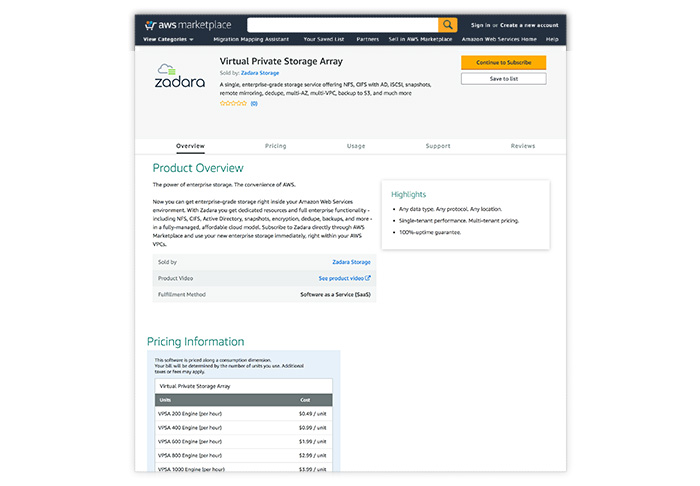 aws marketplace
Sign in or Create a new account
View Categories
Migration Mapping Assistant
Your Saved List
Partners
Sell in AWS Marketplace
Amazon Web Services Home
Help
zadara
Virtual Private Storage Array
Sold by: Zadara Storage
A single, enterprise-grade storage service offering NFS, CIFS with AD, iSCSI, snapshots,
remote mirroring, dedupe, multi-AZ, multi-VPC, backup to S3, and much more
(0)
Continue to Subscribe
Save to list
Overview
Pricing
Usage
Support
Reviews
Product Overview
The power of enterprise storage. The convenience of AWS.
Now you can get enterprise-grade storage right inside your Amazon Web Services
environment. With Zadara you get dedicated resources and full enterprise functionality -
including NFS, CIFS, Active Directory, snapshots, encryption, dedupe, backups, and more -
in a fully-managed, affordable cloud model. Subscribe to Zadara directly through AWS
Marketplace and use your new enterprise storage immediately, right within your AWS
VPCs.
Highlights
• Any data type. Any protocol. Any location.
• Single-tenant performance. Multi-tenant pricing.
• 100%-uptime guarantee.
Sold by Zadara Storage
Product Video See product video
Fulfillment Method Software as a Service (SaaS)
Pricing Information
This software is priced along a consumption dimension.
Your bill will be determined by the number of units you use. Additional
taxes or fees may apply.
Virtual Private Storage Array
Units Cost
VPSA 200 Engine (per hour) $0.49 / unit
VPSA 400 Engine (per hour) $0.99 / unit
VPSA 600 Engine (per hour) $1.99 / unit
VPSA 800 Engine (per hour) $2.99 / unit
VPSA 1000 Engine (per hour) $3.99 / unit